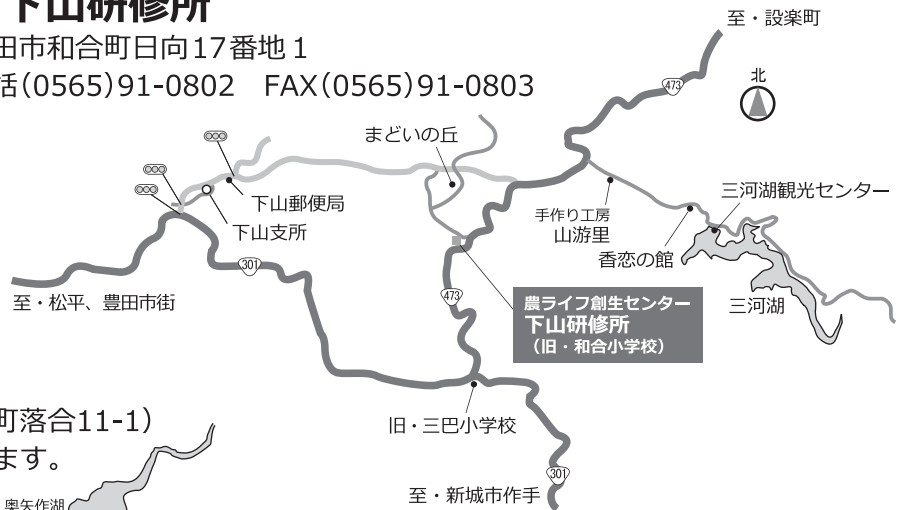 下山研修所
田市和合町日向17番地1
話(0565)91-0802 FAX(0565)91-0803
至・設楽町
473
北
まどいの丘
下山郵便局
下山支所
手作り工房
山遊里
三河湖観光センター
香恋の館
三河湖
301
至・松平、豊田市街
473
農ライフ創生センター
下山研修所
(旧・和合小学校)
旧・三巴小学校
301
至・新城市作手
町落合11-1)
ます。
奥矢作湖